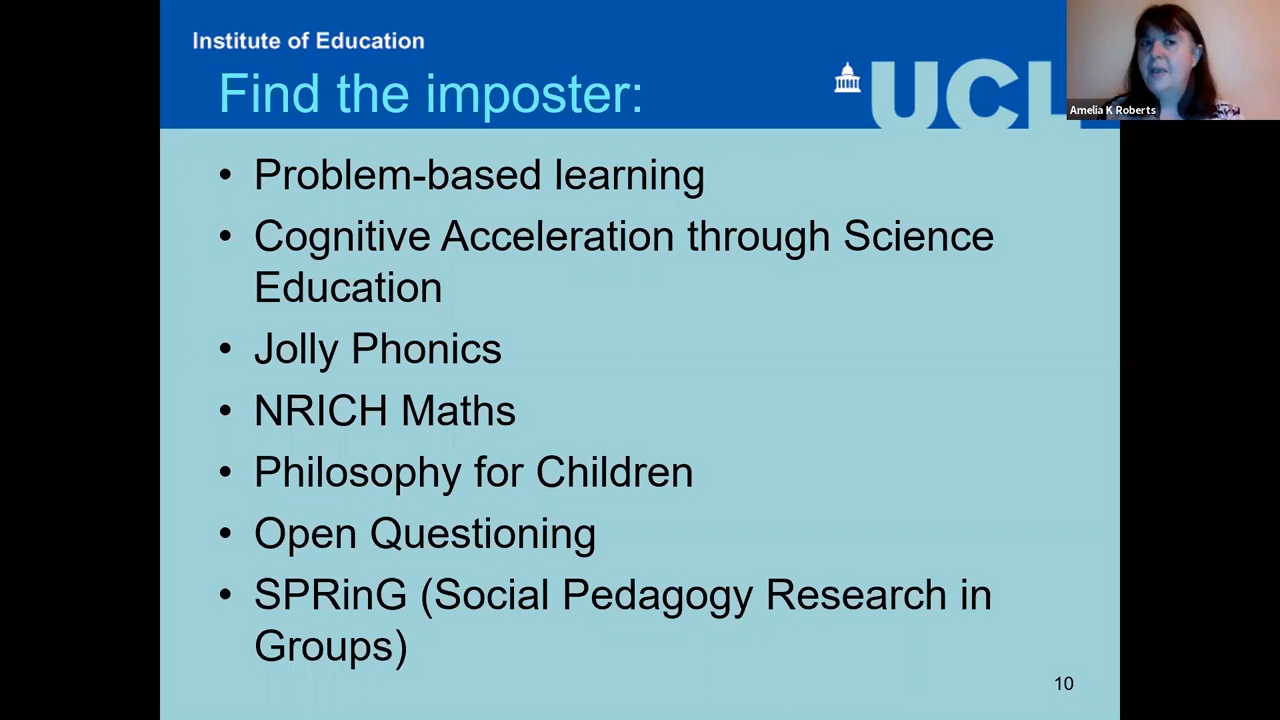 Institute of Education
Find the imposter:
UCL
Amelia K Roberts
• Problem-based learning
• Cognitive Acceleration through Science
Education
• Jolly Phonics
• NRICH Maths
• Philosophy for Children
• Open Questioning
• SPRinG (Social Pedagogy Research in
Groups)
10